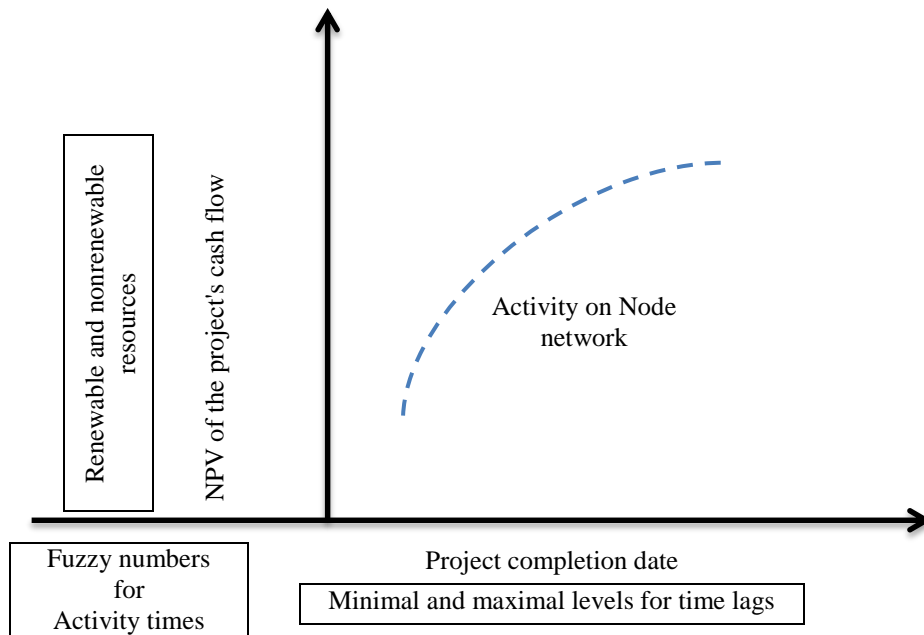 Renewable and nonrenewable
resources
NPV of the project's cash flow
Activity on Node
network
Fuzzy numbers
for
Activity times
Project completion date
Minimal and maximal levels for time lags